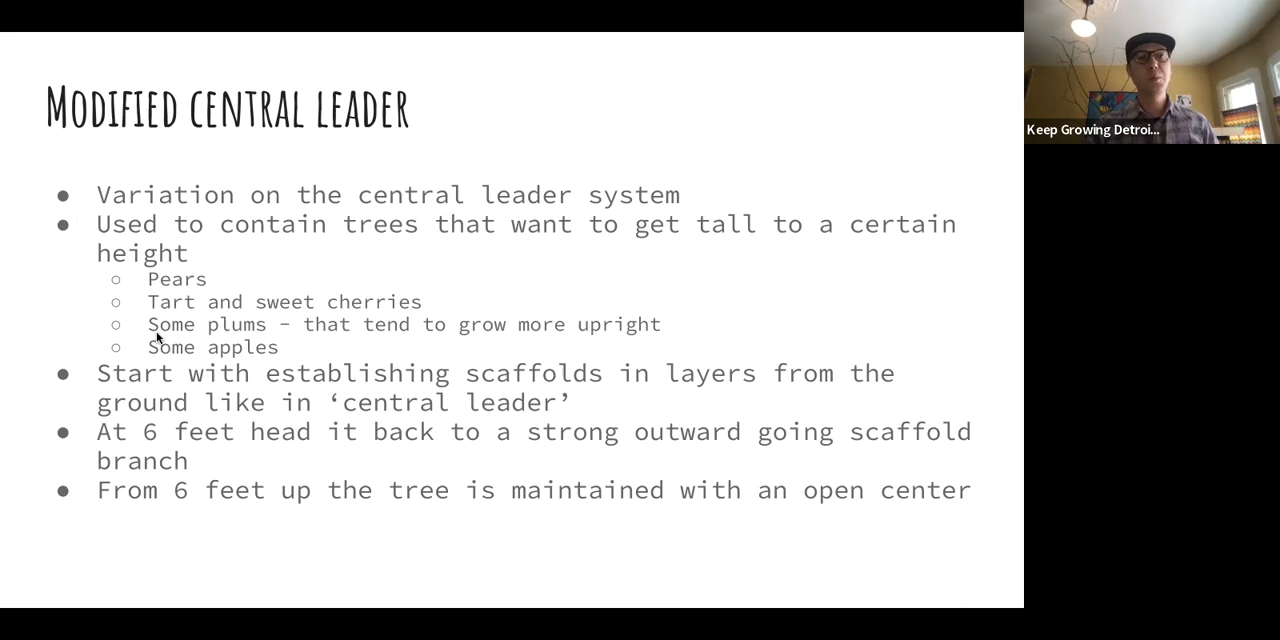 Modified central leader
● Variation on the central leader system
● Used to contain trees that want to get tall to a certain
height
○ Pears
○ Tart and sweet cherries
○ Some plums – that tend to grow more upright
○ Some apples
● Start with establishing scaffolds in layers from the
ground like in ‘central leader’
● At 6 feet head it back to a strong outward going scaffold
branch
● From 6 feet up the tree is maintained with an open center
Keep Growing Detroi...